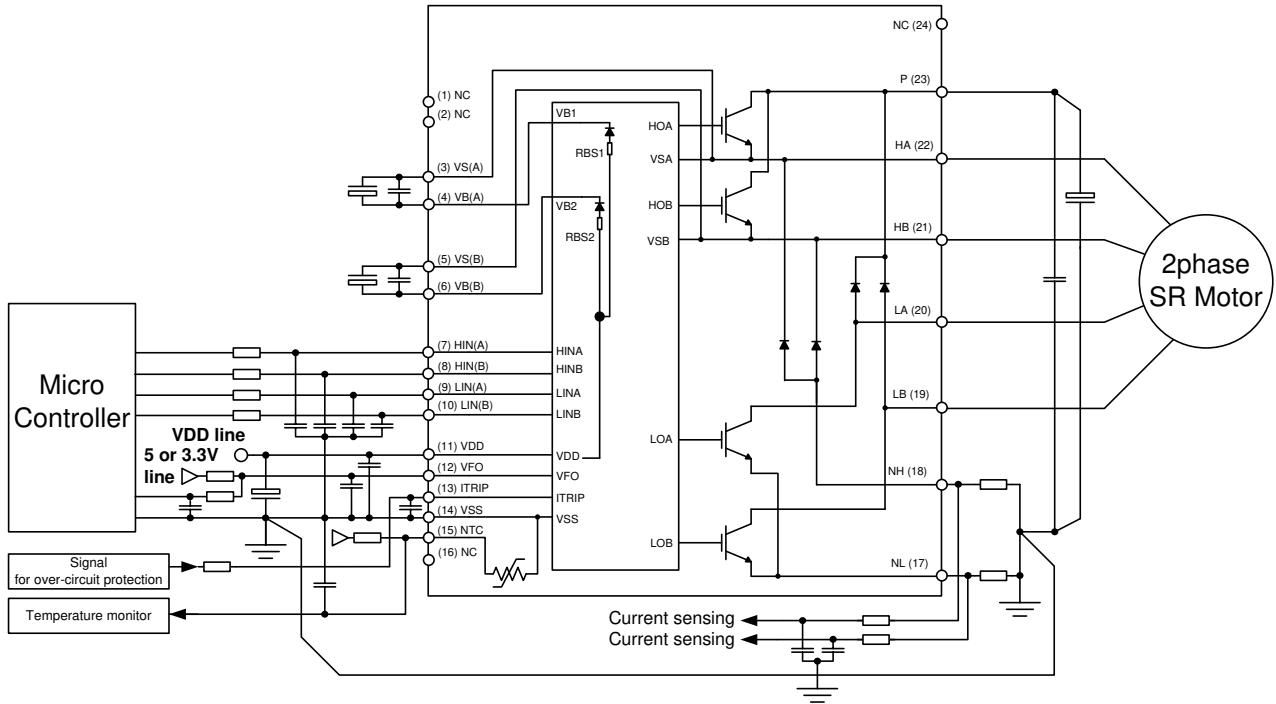 NC (24)
(1) NC
(2) NC
(3) VS(A)
(4) VB(A)
(5) VS(B)
(6) VB(B)
(7) HIN(A)
(8) HIN(B)
(9) LIN(A)
(10) LIN(B)
(11) VDD
(12) VFO
(13) ITRIP
(14) VSS
(15) NTC
(16) NC
VB1
RBS1
VB2
RBS2
HINA
HINB
LINA
LINB
VDD
VFO
ITRIP
VSS
HOA
VSA
HOB
VSB
LOA
LOB
P (23)
HA (22)
HB (21)
LA (20)
LB (19)
NH (18)
NL (17)
2phase
SR Motor
Micro
Controller
VDD line
5 or 3.3V
line
Signal
for over-circuit protection
Temperature monitor
Current sensing
Current sensing